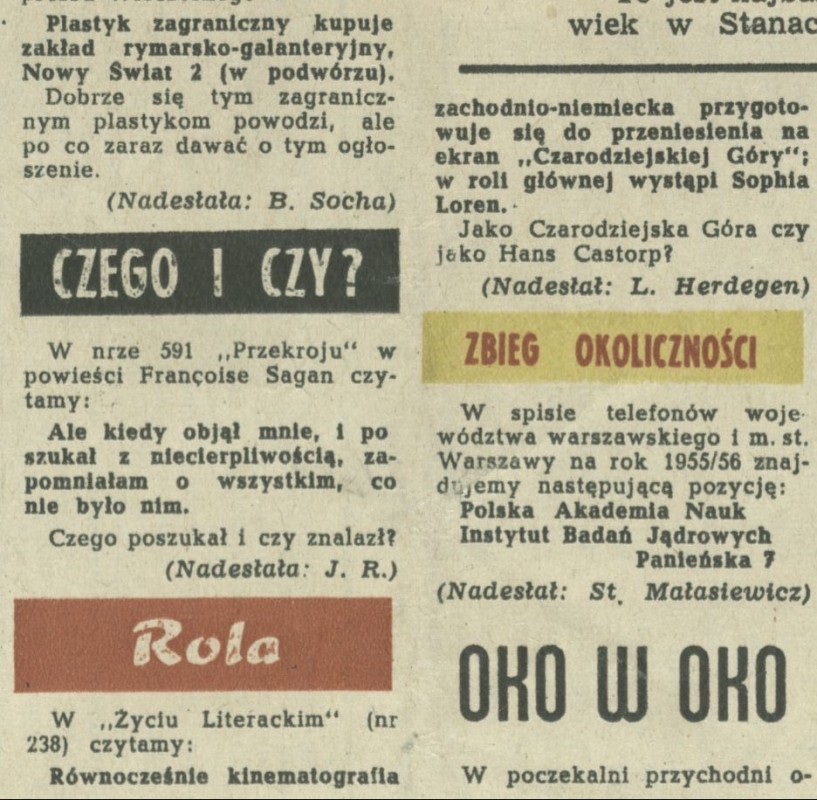 Plastyk zagraniczny kupuje
zakład rymarsko-galanteryjny,
Nowy Świat 2 (w podwórzu).
Dobrze się tym zagranicz-
nym plastykom powodzi, ale
po co zaraz dawać o tym ogło-
szenie.
(Nadesłała: B. Socha)
CZEGO I CZY?
W nrze 591 „Przekroju“ w
powieści Françoise Sagan czy-
tamy:
Ale kiedy objął mnie, i po
szukał z niecierpliwością, za-
pomniałam o wszystkim, co
nie było nim.
Czego poszukał i czy znalazł?
(Nadesłała: J. R.)
Rola
W „Życiu Literackim“ (nr
238) czytamy:
Równocześnie kinematografia
wiek w Stanac
zachodnio-niemiecka przygoto-
wuje się do przeniesienia na
ekran „Czarodziejskiej Góry“;
w roli głównej wystąpi Sophia
Loren.
Jako Czarodziejska Góra czy
jako Hans Castorp?
(Nadesłał: L. Herdegen)
ZBIEG OKOLICZNOŚCI
W spisie telefonów woje-
wództwa warszawskiego i m. st.
Warszawy na rok 1955/56 znaj-
dujemy następującą pozycję:
Polska Akademia Nauk
Instytut Badań Jądrowych
Panieńska 7
(Nadesłał: St. Małasiewicz)
OKO W OKO
W poczekalni przychodni o-